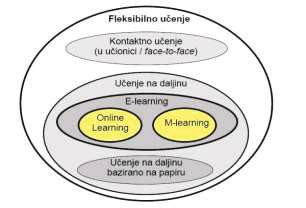 Fleksibilno učenje
Kontaktno učenje
(u učionici / face-to-face)
Učenje na daljinu
E-learning
Online
Learning
M-learning
Učenje na daljinu
bazirano na papiru